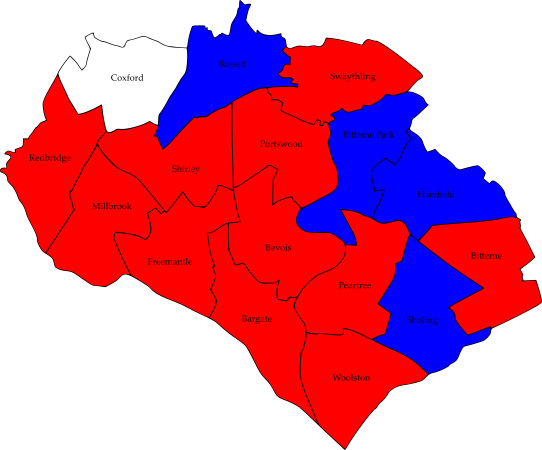 Bassett
Coxford
Swaythling
Bitterne Park
Portswood
Redbridge
Shirley
Harefield
Millbrook
Bevois
Bitterne
Freemantle
Peartree
Bargate
Sholing
Woolston